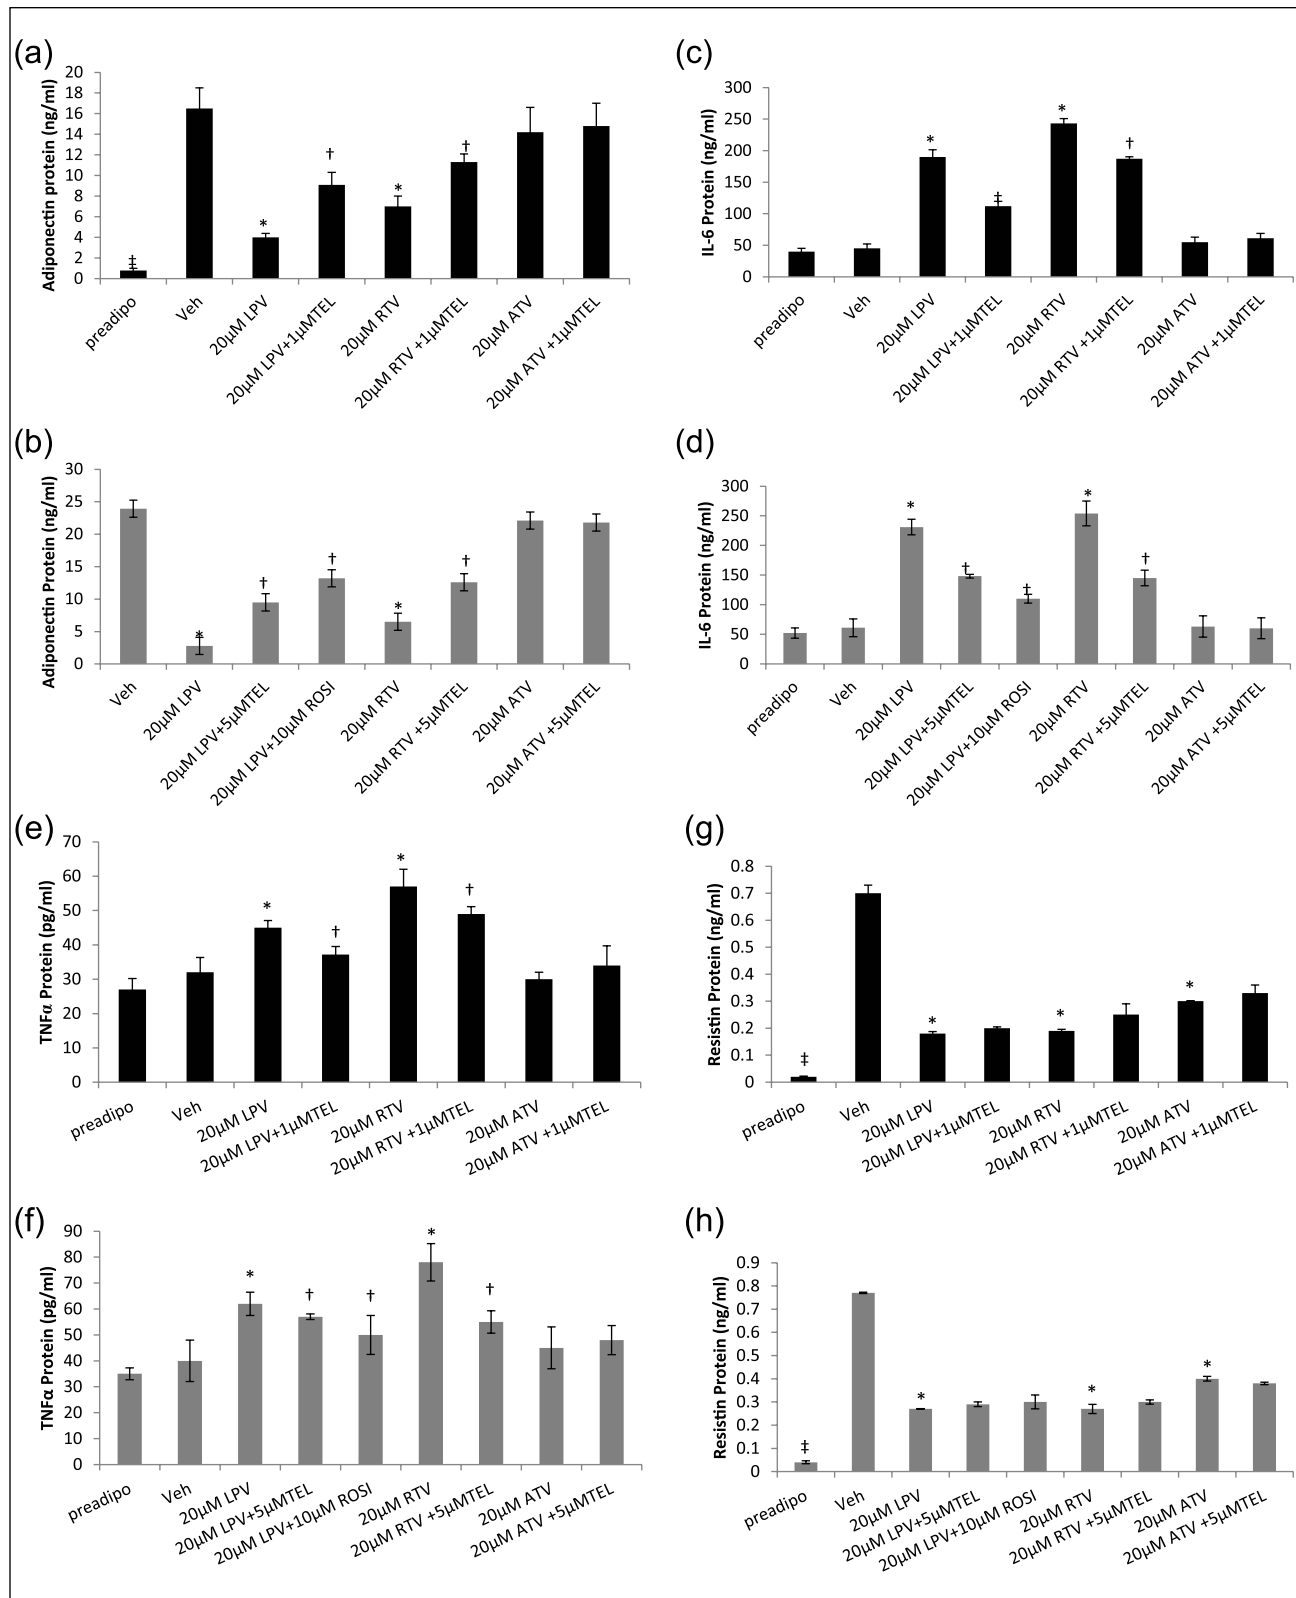 (a)
Adiponectin protein (ng/ml)
20
18
16
14
12
10
8
6
4
2
0
‡
*
†
*
†
preadipo
Veh
20µM LPV
20µM LPV+1µMTEL
20µM RTV
20µM RTV +1µMTEL
20µM ATV
20µM ATV +1µMTEL
(c)
IL-6 Protein (ng/ml)
300
250
200
150
100
50
0
*
‡
*
†
preadipo
Veh
20µM LPV
20µM LPV+1µMTEL
20µM RTV
20µM RTV +1µMTEL
20µM ATV
20µM ATV +1µMTEL
(b)
Adiponectin Protein (ng/ml)
30
25
20
15
10
5
0
*
†
†
*
†
Veh
20µM LPV
20µM LPV+5µMTEL
20µM LPV+10µM ROSI
20µM RTV
20µM RTV +5µMTEL
20µM ATV
20µM ATV +5µMTEL
(d)
IL-6 Protein (ng/ml)
300
250
200
150
100
50
0
*
†
‡
*
†
preadipo
Veh
20µM LPV
20µM LPV+5µMTEL
20µM LPV+10µM ROSI
20µM RTV
20µM RTV +5µMTEL
20µM ATV
20µM ATV +5µMTEL
(e)
TNFα Protein (pg/ml)
70
60
50
40
30
20
10
0
*
†
*
†
preadipo
Veh
20µM LPV
20µM LPV+1µMTEL
20µM RTV
20µM RTV +1µMTEL
20µM ATV
20µM ATV +1µMTEL
(g)
Resistin Protein (ng/ml)
0.8
0.7
0.6
0.5
0.4
0.3
0.2
0.1
0
‡
*
*
*
preadipo
Veh
20µM LPV
20µM LPV+1µMTEL
20µM RTV
20µM RTV +1µMTEL
20µM ATV
20µM ATV +1µMTEL
(f)
TNFα Protein (pg/ml)
90
80
70
60
50
40
30
20
10
0
*
†
†
*
†
preadipo
Veh
20µM LPV
20µM LPV+5µMTEL
20µM LPV+10µM ROSI
20µM RTV
20µM RTV +5µMTEL
20µM ATV
20µM ATV +5µMTEL
(h)
Resistin Protein (ng/ml)
0.9
0.8
0.7
0.6
0.5
0.4
0.3
0.2
0.1
0
‡
*
*
*
preadipo
Veh
20µM LPV
20µM LPV+5µMTEL
20µM LPV+10µM ROSI
20µM RTV
20µM RTV +5µMTEL
20µM ATV
20µM ATV +5µMTEL